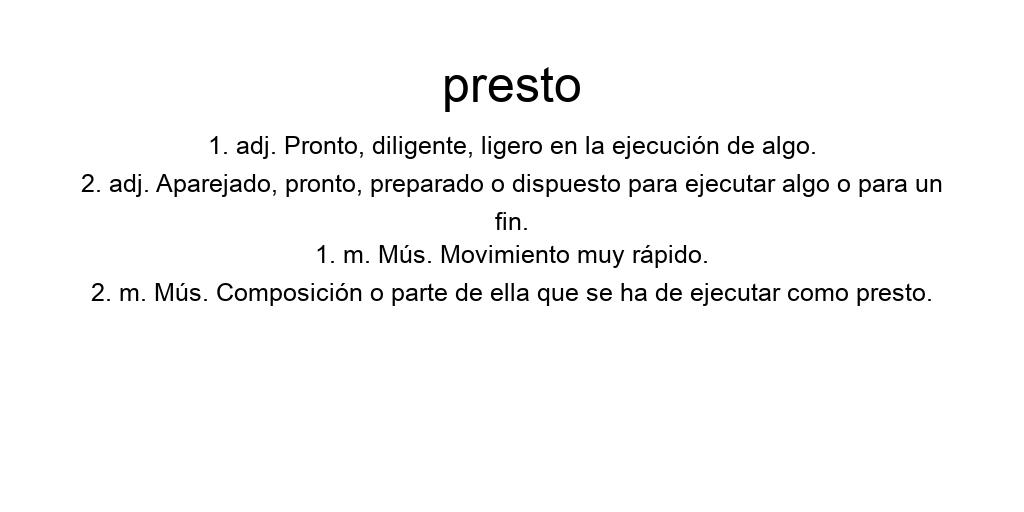 presto
1. adj. Pronto, diligente, ligero en la ejecución de algo.
2. adj. Aparejado, pronto, preparado o dispuesto para ejecutar algo o para un
fin.
1. m. Mús. Movimiento muy rápido.
2. m. Mús. Composición o parte de ella que se ha de ejecutar como presto.